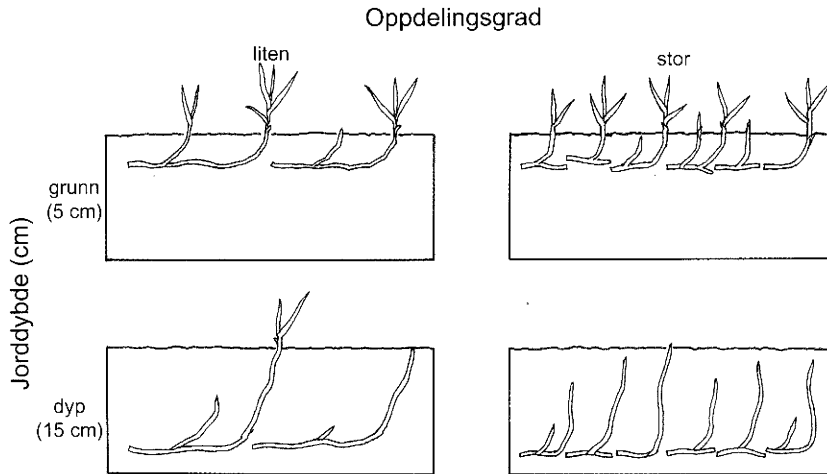 Oppdelingsgrad
liten
stor
grunn
(5 cm)
Jorddybde (cm)
dyp
(15 cm)